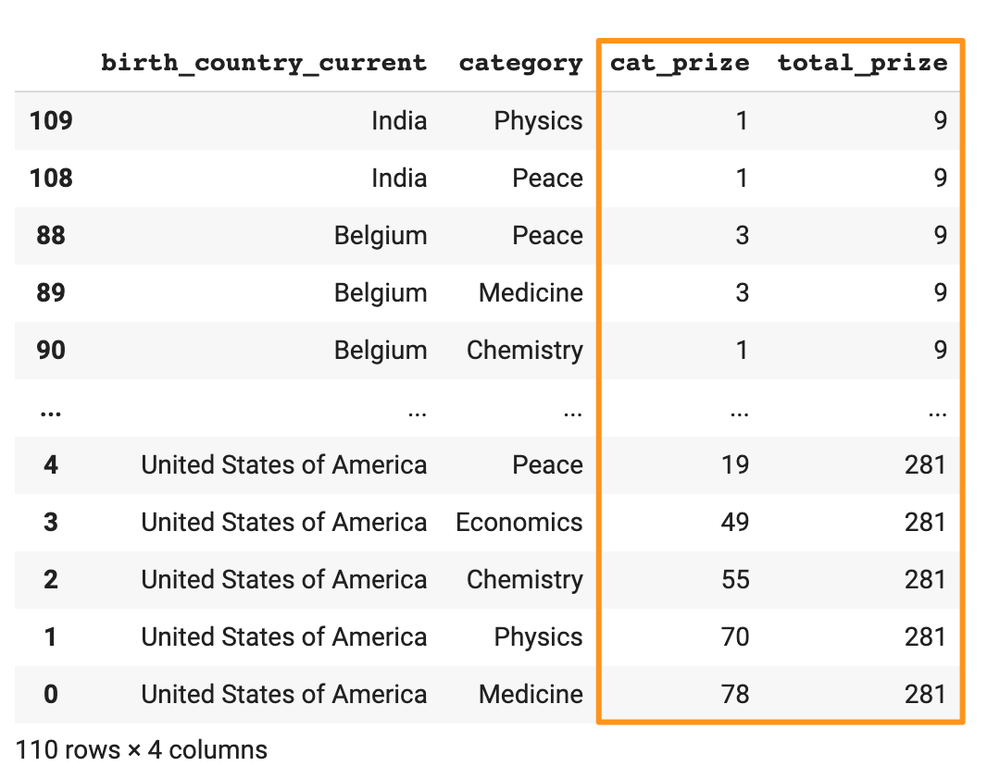 birth_country_current category cat_prize total_prize
109 India Physics 1 9
108 India Peace 1 9
88 Belgium Peace 3 9
89 Belgium Medicine 3 9
90 Belgium Chemistry 1 9
... ... ... ... ...
4 United States of America Peace 19 281
3 United States of America Economics 49 281
2 United States of America Chemistry 55 281
1 United States of America Physics 70 281
0 United States of America Medicine 78 281
110 rows × 4 columns